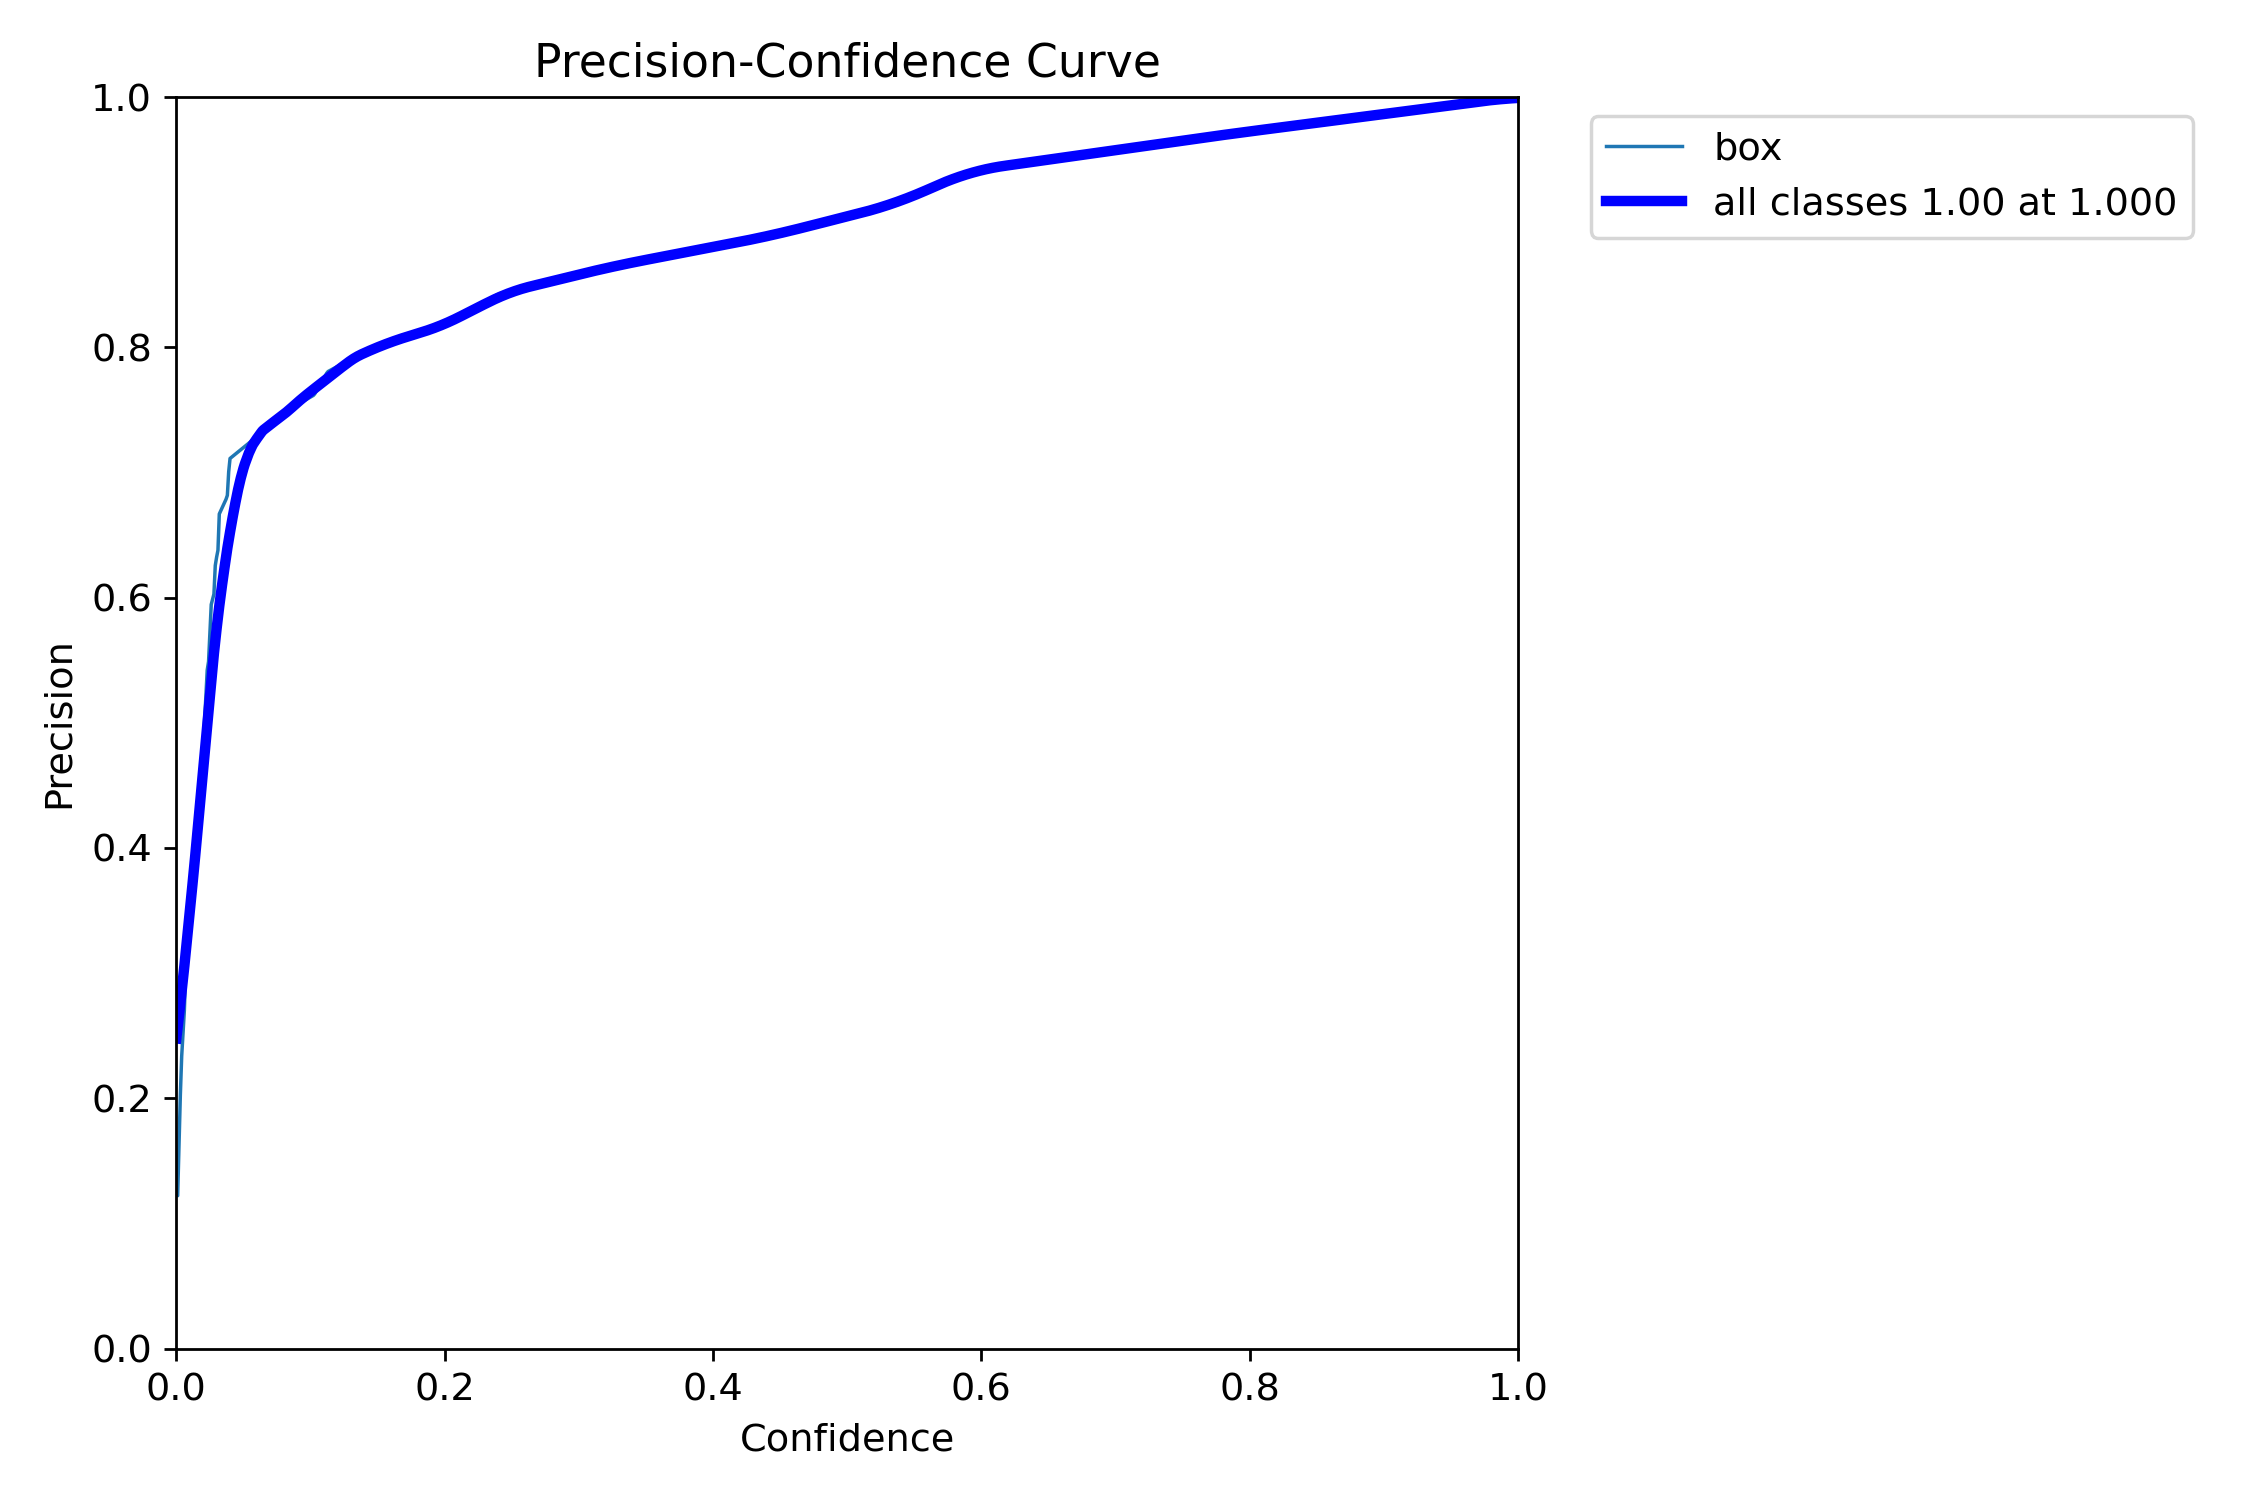 Precision-Confidence Curve
1.0
0.8
0.6
0.4
0.2
0.0
Precision
0.0 0.2 0.4 0.6 0.8 1.0
Confidence
box
all classes 1.00 at 1.000